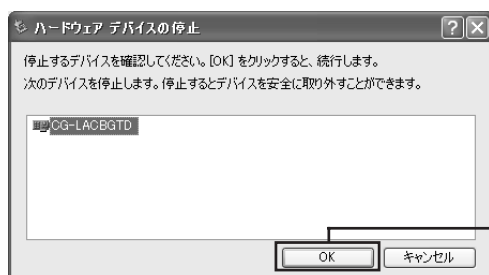 ハードウェア デバイスの停止
停止するデバイスを確認してください。[OK] をクリックすると、続行します。
次のデバイスを停止します。停止するとデバイスを安全に取り外すことができます。
CG-LACBGTD
OK
キャンセル